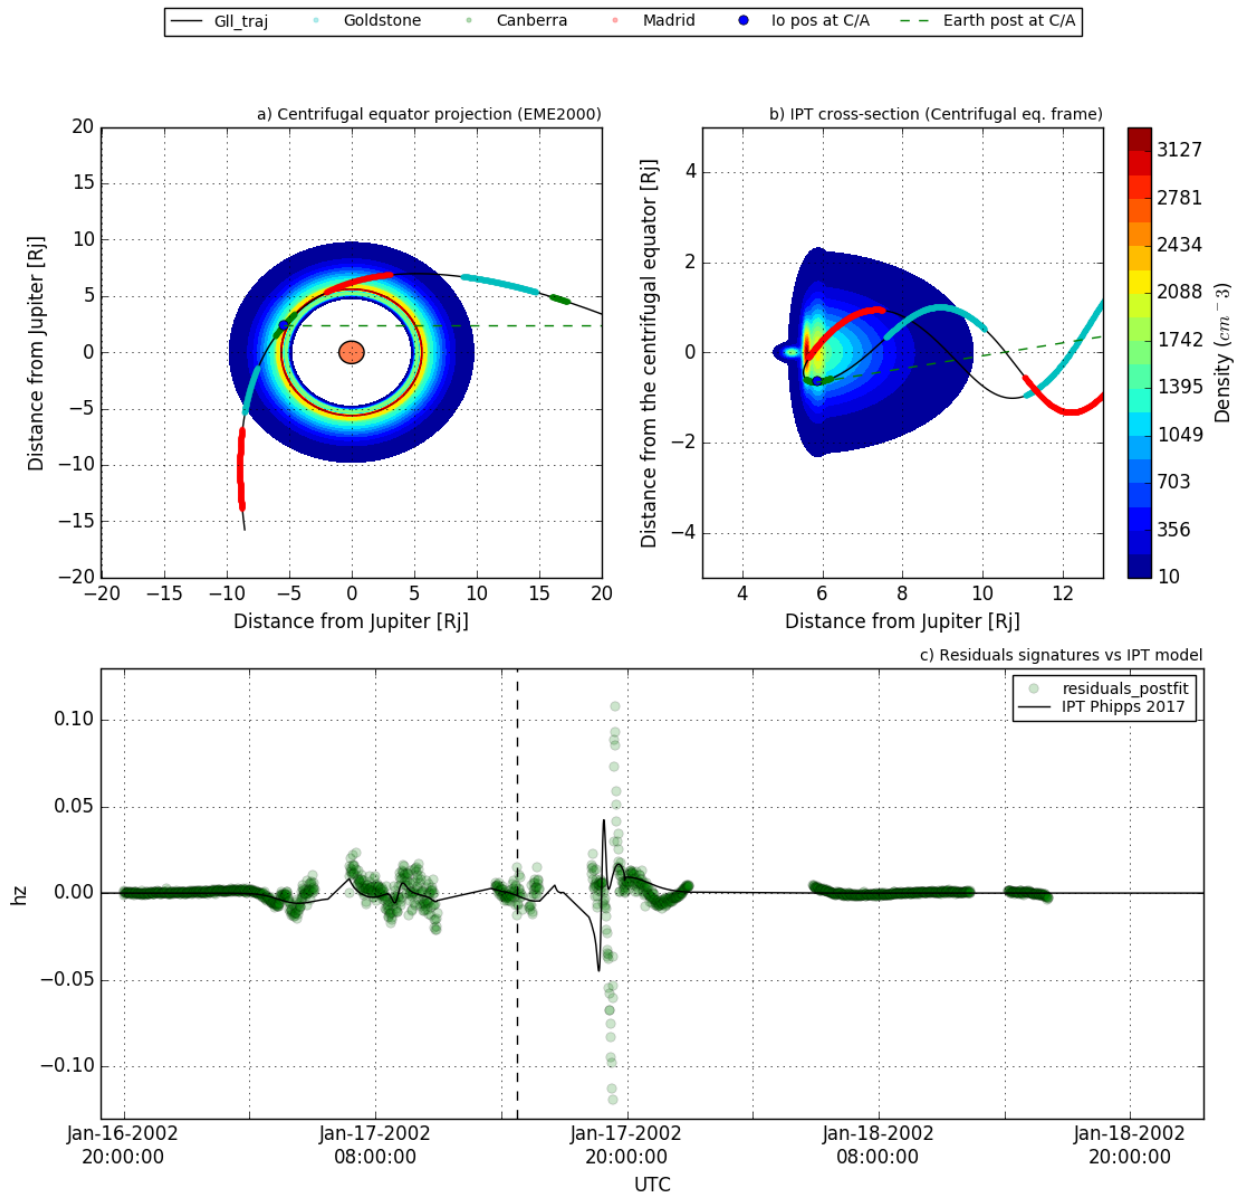 Gll_traj Goldstone Canberra Madrid Io pos at C/A Earth post at C/A
a) Centrifugal equator projection (EME2000)
20
15
10
5
0
−5
−10
−15
−20
−20 −15 −10 −5 0 5 10 15 20
Distance from Jupiter [Rj]
Distance from Jupiter [Rj]
b) IPT cross-section (Centrifugal eq. frame)
4
2
0
−2
−4
4 6 8 10 12
Distance from the centrifugal equator [Rj]
Distance from Jupiter [Rj]
3127
2781
2434
2088
1742
1395
1049
703
356
10
Density (cm⁻3)
c) Residuals signatures vs IPT model
residuals_postfit
IPT Phipps 2017
0.10
0.05
0.00
−0.05
−0.10
hz
Jan-16-2002 Jan-17-2002 Jan-17-2002 Jan-18-2002 Jan-18-2002
20:00:00 08:00:00 20:00:00 08:00:00 20:00:00
UTC